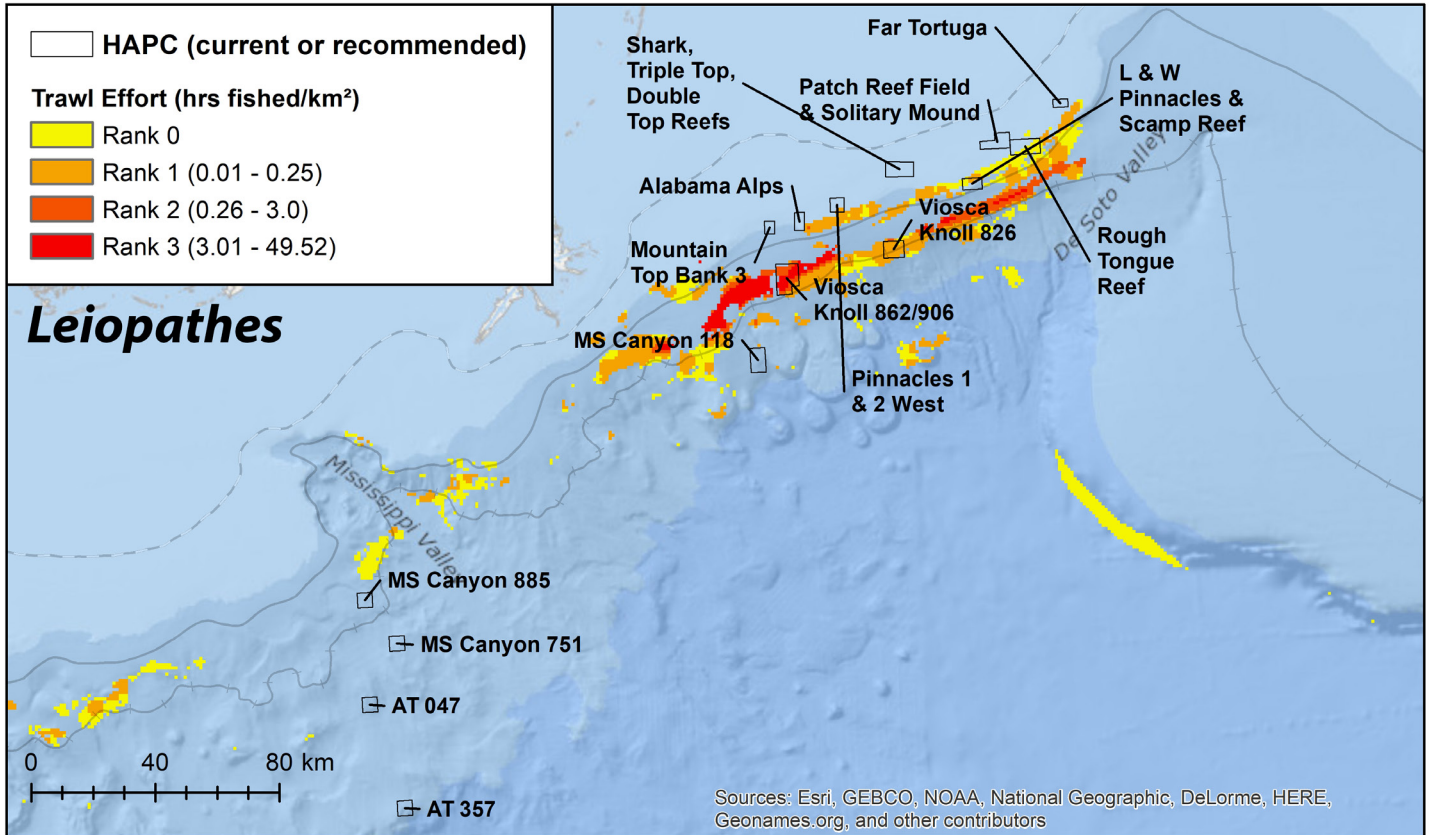 HAPC (current or recommended)
Trawl Effort (hrs fished/km²)
Rank 0
Rank 1 (0.01 - 0.25)
Rank 2 (0.26 - 3.0)
Rank 3 (3.01 - 49.52)
Leiopathes
Far Tortuga
Shark,
Triple Top,
Double
Top Reefs
Patch Reef Field
& Solitary Mound
L & W
Pinnacles &
Scamp Reef
Alabama Alps
De Soto Valley
Viosca
Knoll 826
Rough
Tongue
Reef
Mountain
Top Bank 3
Viosca
Knoll 862/906
MS Canyon 118
Pinnacles 1
& 2 West
Mississippi Valley
MS Canyon 885
MS Canyon 751
AT 047
AT 357
0 40 80 km
Sources: Esri, GEBCO, NOAA, National Geographic, DeLorme, HERE,
Geonames.org, and other contributors